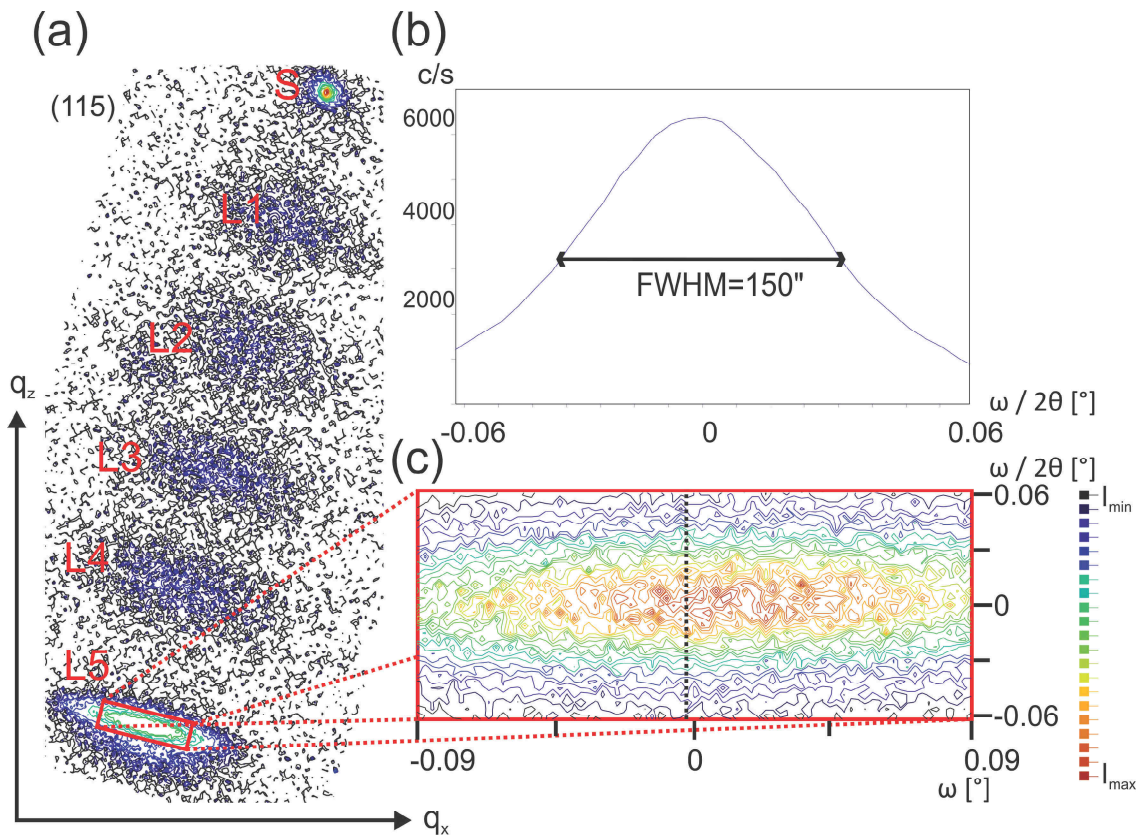 (a)
(115)
S
L1
L2
L3
L4
L5
q_z
q_x
(b)
c/s
6000
4000
2000
FWHM=150"
-0.06
0
0.06
ω / 2θ [°]
(c)
ω / 2θ [°]
0.06
0
-0.06
-0.09
0
0.09
ω [°]
I_min
I_max